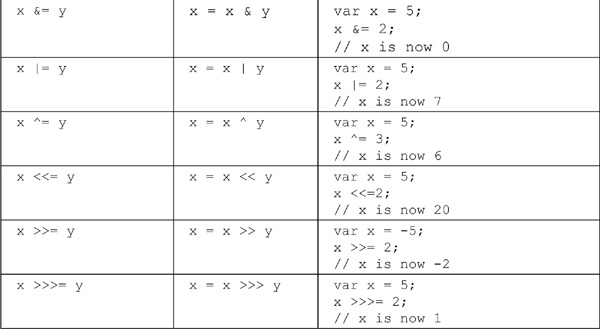 x &= y x = x & y var x = 5;
x &= 2;
// x is now 0
x |= y x = x | y var x = 5;
x |= 2;
// x is now 7
x ^= y x = x ^ y var x = 5;
x ^= 3;
// x is now 6
x <<= y x = x << y var x = 5;
x <<=2;
// x is now 20
x >>= y x = x >> y var x = -5;
x >>= 2;
// x is now -2
x >>>= y x = x >>> y var x = 5;
x >>>= 2;
// x is now 1